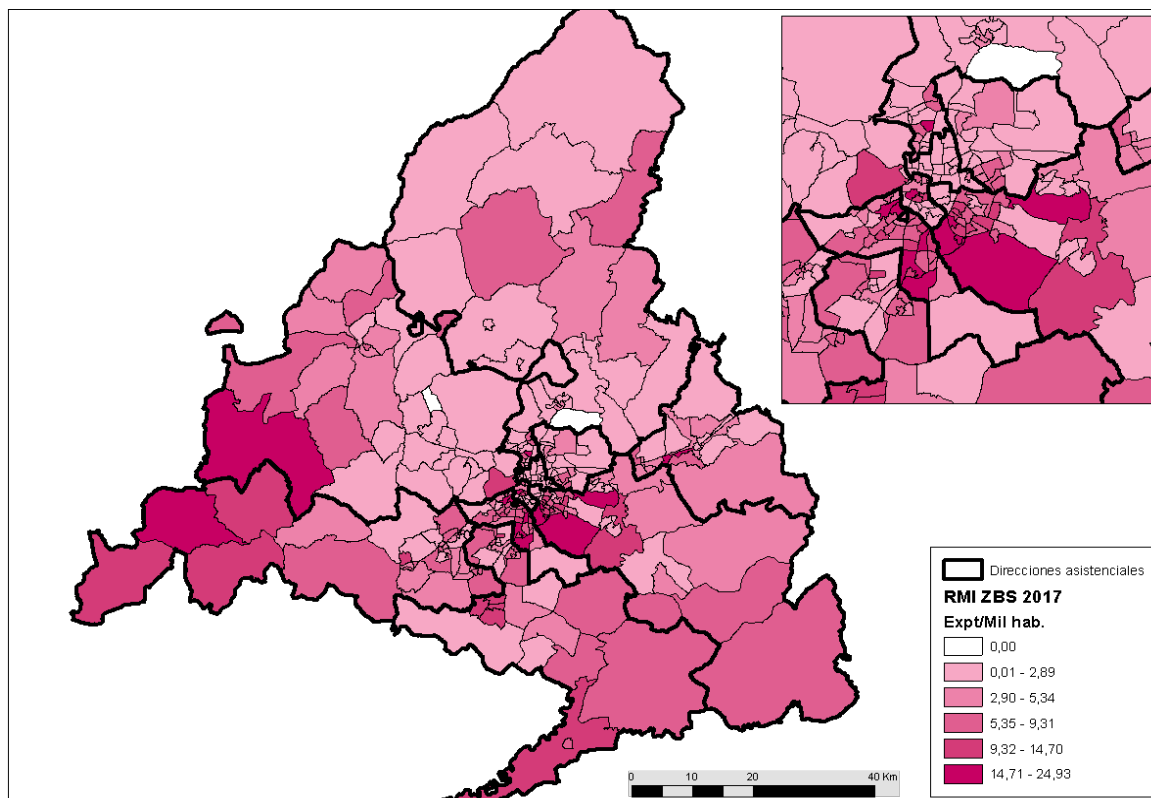 Direcciones asistenciales
RMI ZBS 2017
Expt/Mil hab.
0,00
0,01 - 2,89
2,90 - 5,34
5,35 - 9,31
9,32 - 14,70
14,71 - 24,93
0 10 20 40 Km